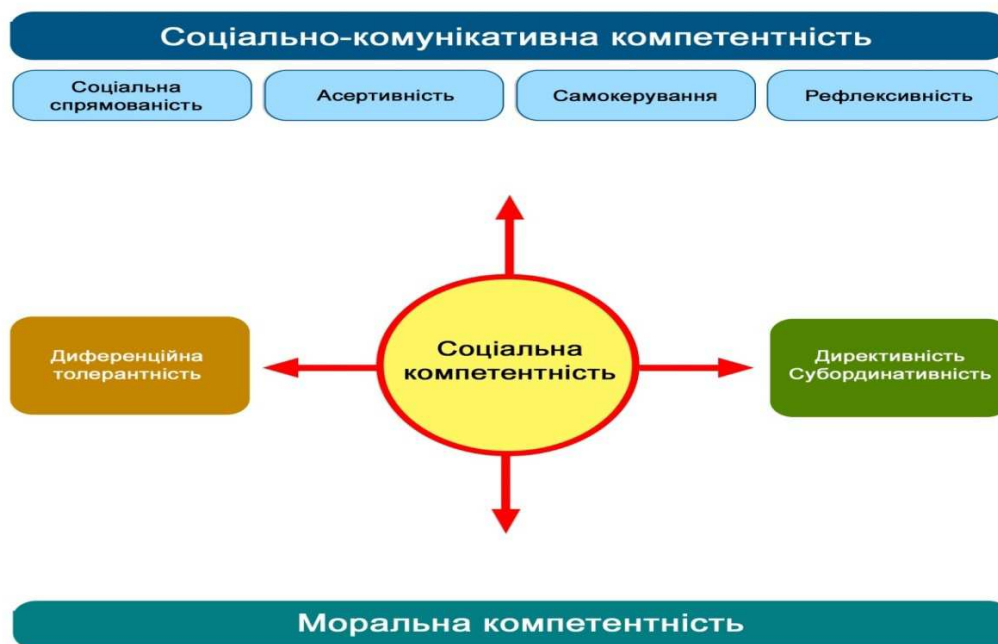 Соціально-комунікативна компетентність
Соціальна
спрямованість
Асертивність
Самокерування
Рефлексивність
Диференційна
толерантність
Соціальна
компетентність
Директивність
Субординативність
Моральна компетентність